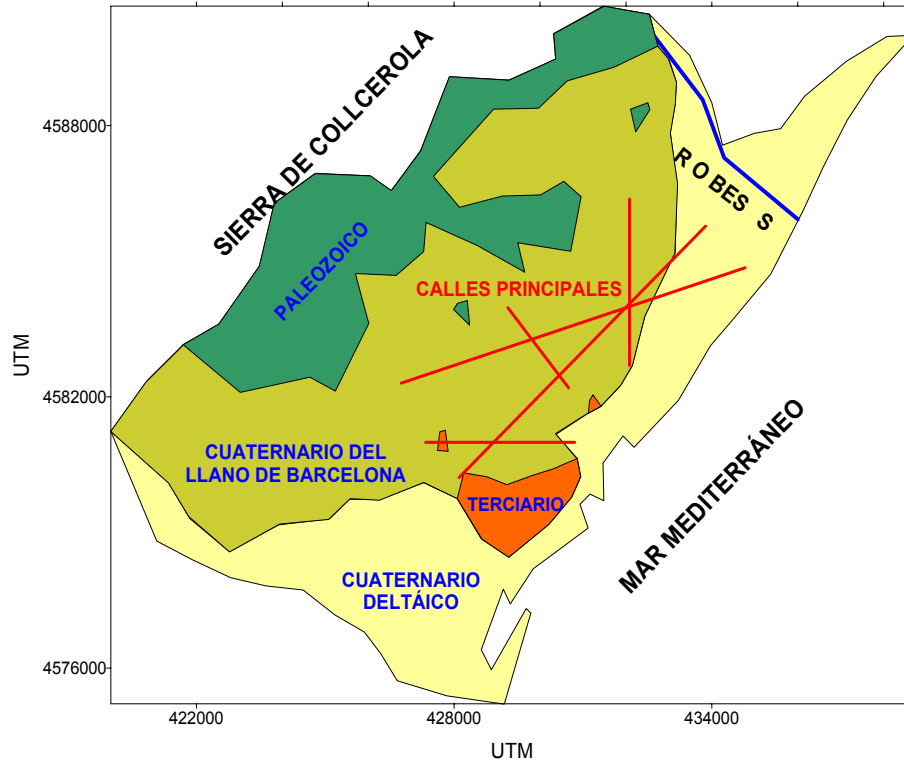 SIERRA DE COLLCEROLA
4588000
R O BES S
PALEOZOICO
CALLES PRINCIPALES
UTM
4582000
CUATERNARIO DEL
LLANO DE BARCELONA
TERCIARIO
MAR MEDITERRÁNEO
CUATERNARIO
DELTÁICO
4576000
422000
428000
434000
UTM